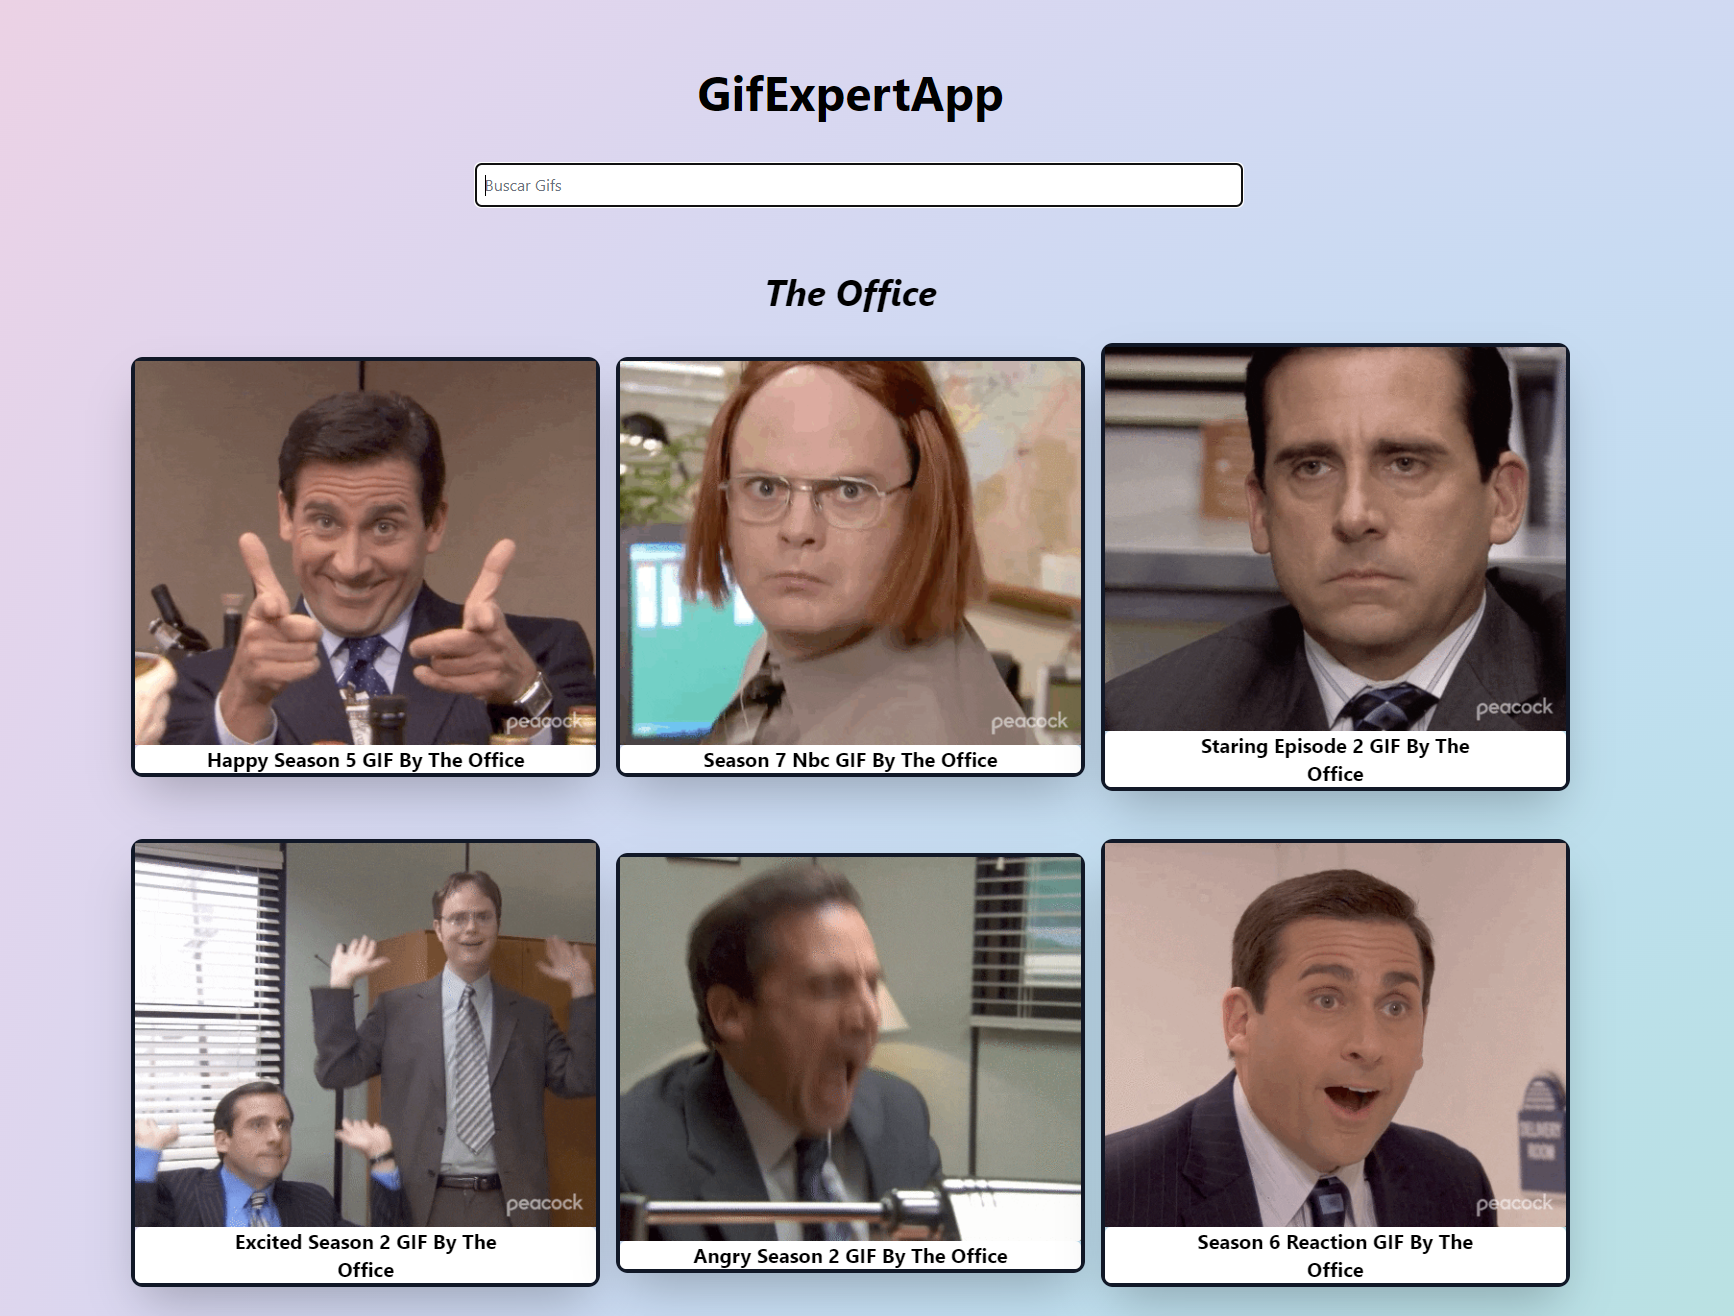 GifExpertApp
Buscar Gifs
The Office
peacock
Happy Season 5 GIF By The Office
peacock
Season 7 Nbc GIF By The Office
peacock
Staring Episode 2 GIF By The
Office
peacock
Excited Season 2 GIF By The
Office
Angry Season 2 GIF By The Office
DELIVERY
ROOM
peacock
Season 6 Reaction GIF By The
Office